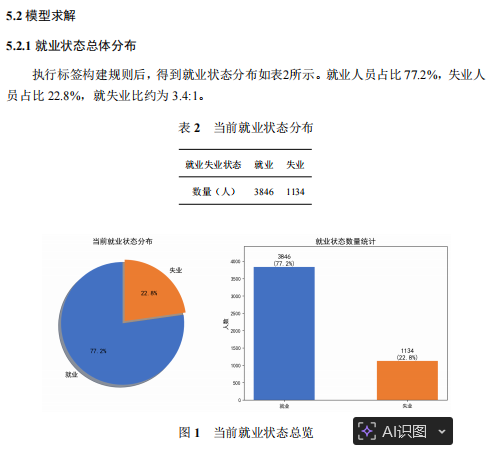 5.2 模型求解
5.2.1 就业状态总体分布
执行标签构建规则后，得到就业状态分布如表2所示。就业人员占比 77.2%，失业人
员占比 22.8%，就失业比约为 3.4:1。
表 2 当前就业状态分布
就业失业状态 就业 失业
数量（人） 3846 1134
当前就业状态分布
失业
22.8%
77.2%
就业
就业状态数量统计
3846
(77.2%)
1134
(22.8%)
4000
3500
3000
2500
2000
1500
1000
500
0
人数
就业 失业
图 1 当前就业状态总览
AI识图